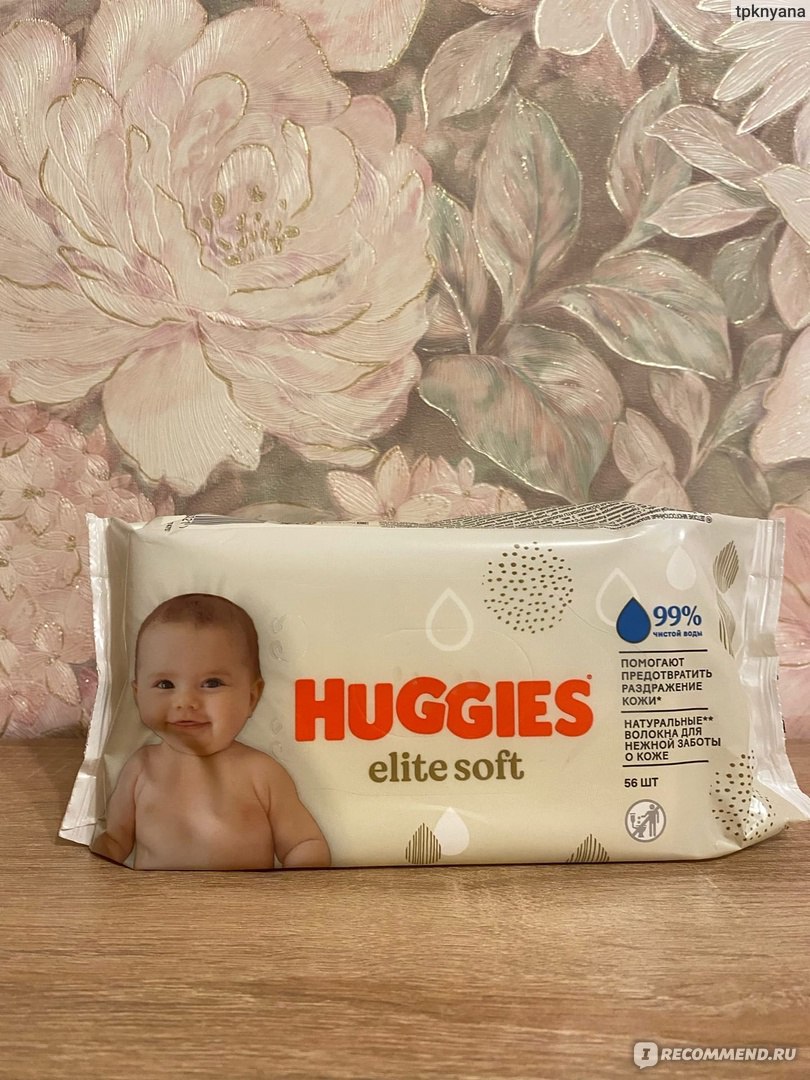 tpknyana
HUGGIES
elite soft
99%
чистой воды
ПОМОГАЮТ
ПРЕДОТВРАТИТЬ
РАЗДРАЖЕНИЕ
КОЖИ*
НАТУРАЛЬНЫЕ**
ВОЛОКНА ДЛЯ
НЕЖНОЙ ЗАБОТЫ
О КОЖЕ
56 ШТ
IRECOMMEND.RU